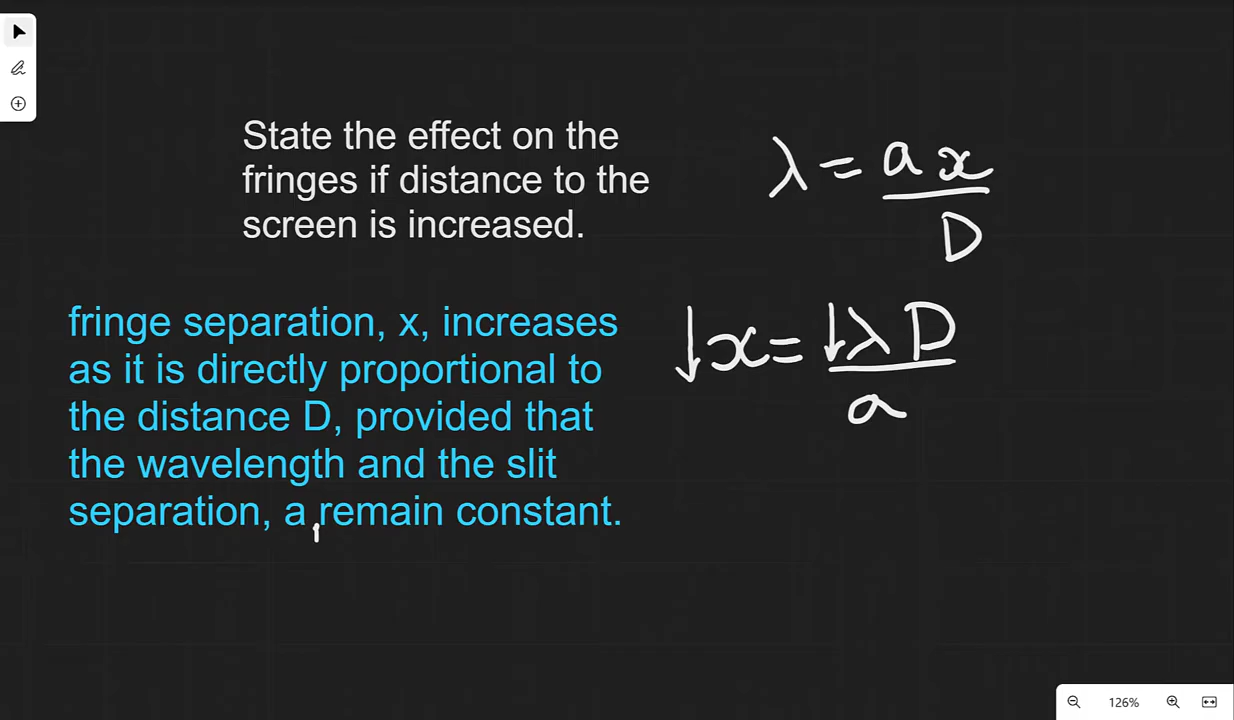 State the effect on the
fringes if distance to the
screen is increased.
fringe separation, x, increases
as it is directly proportional to
the distance D, provided that
the wavelength and the slit
separation, a, remain constant.
λ = ax
D
↓x = ↓λ D
a
126%